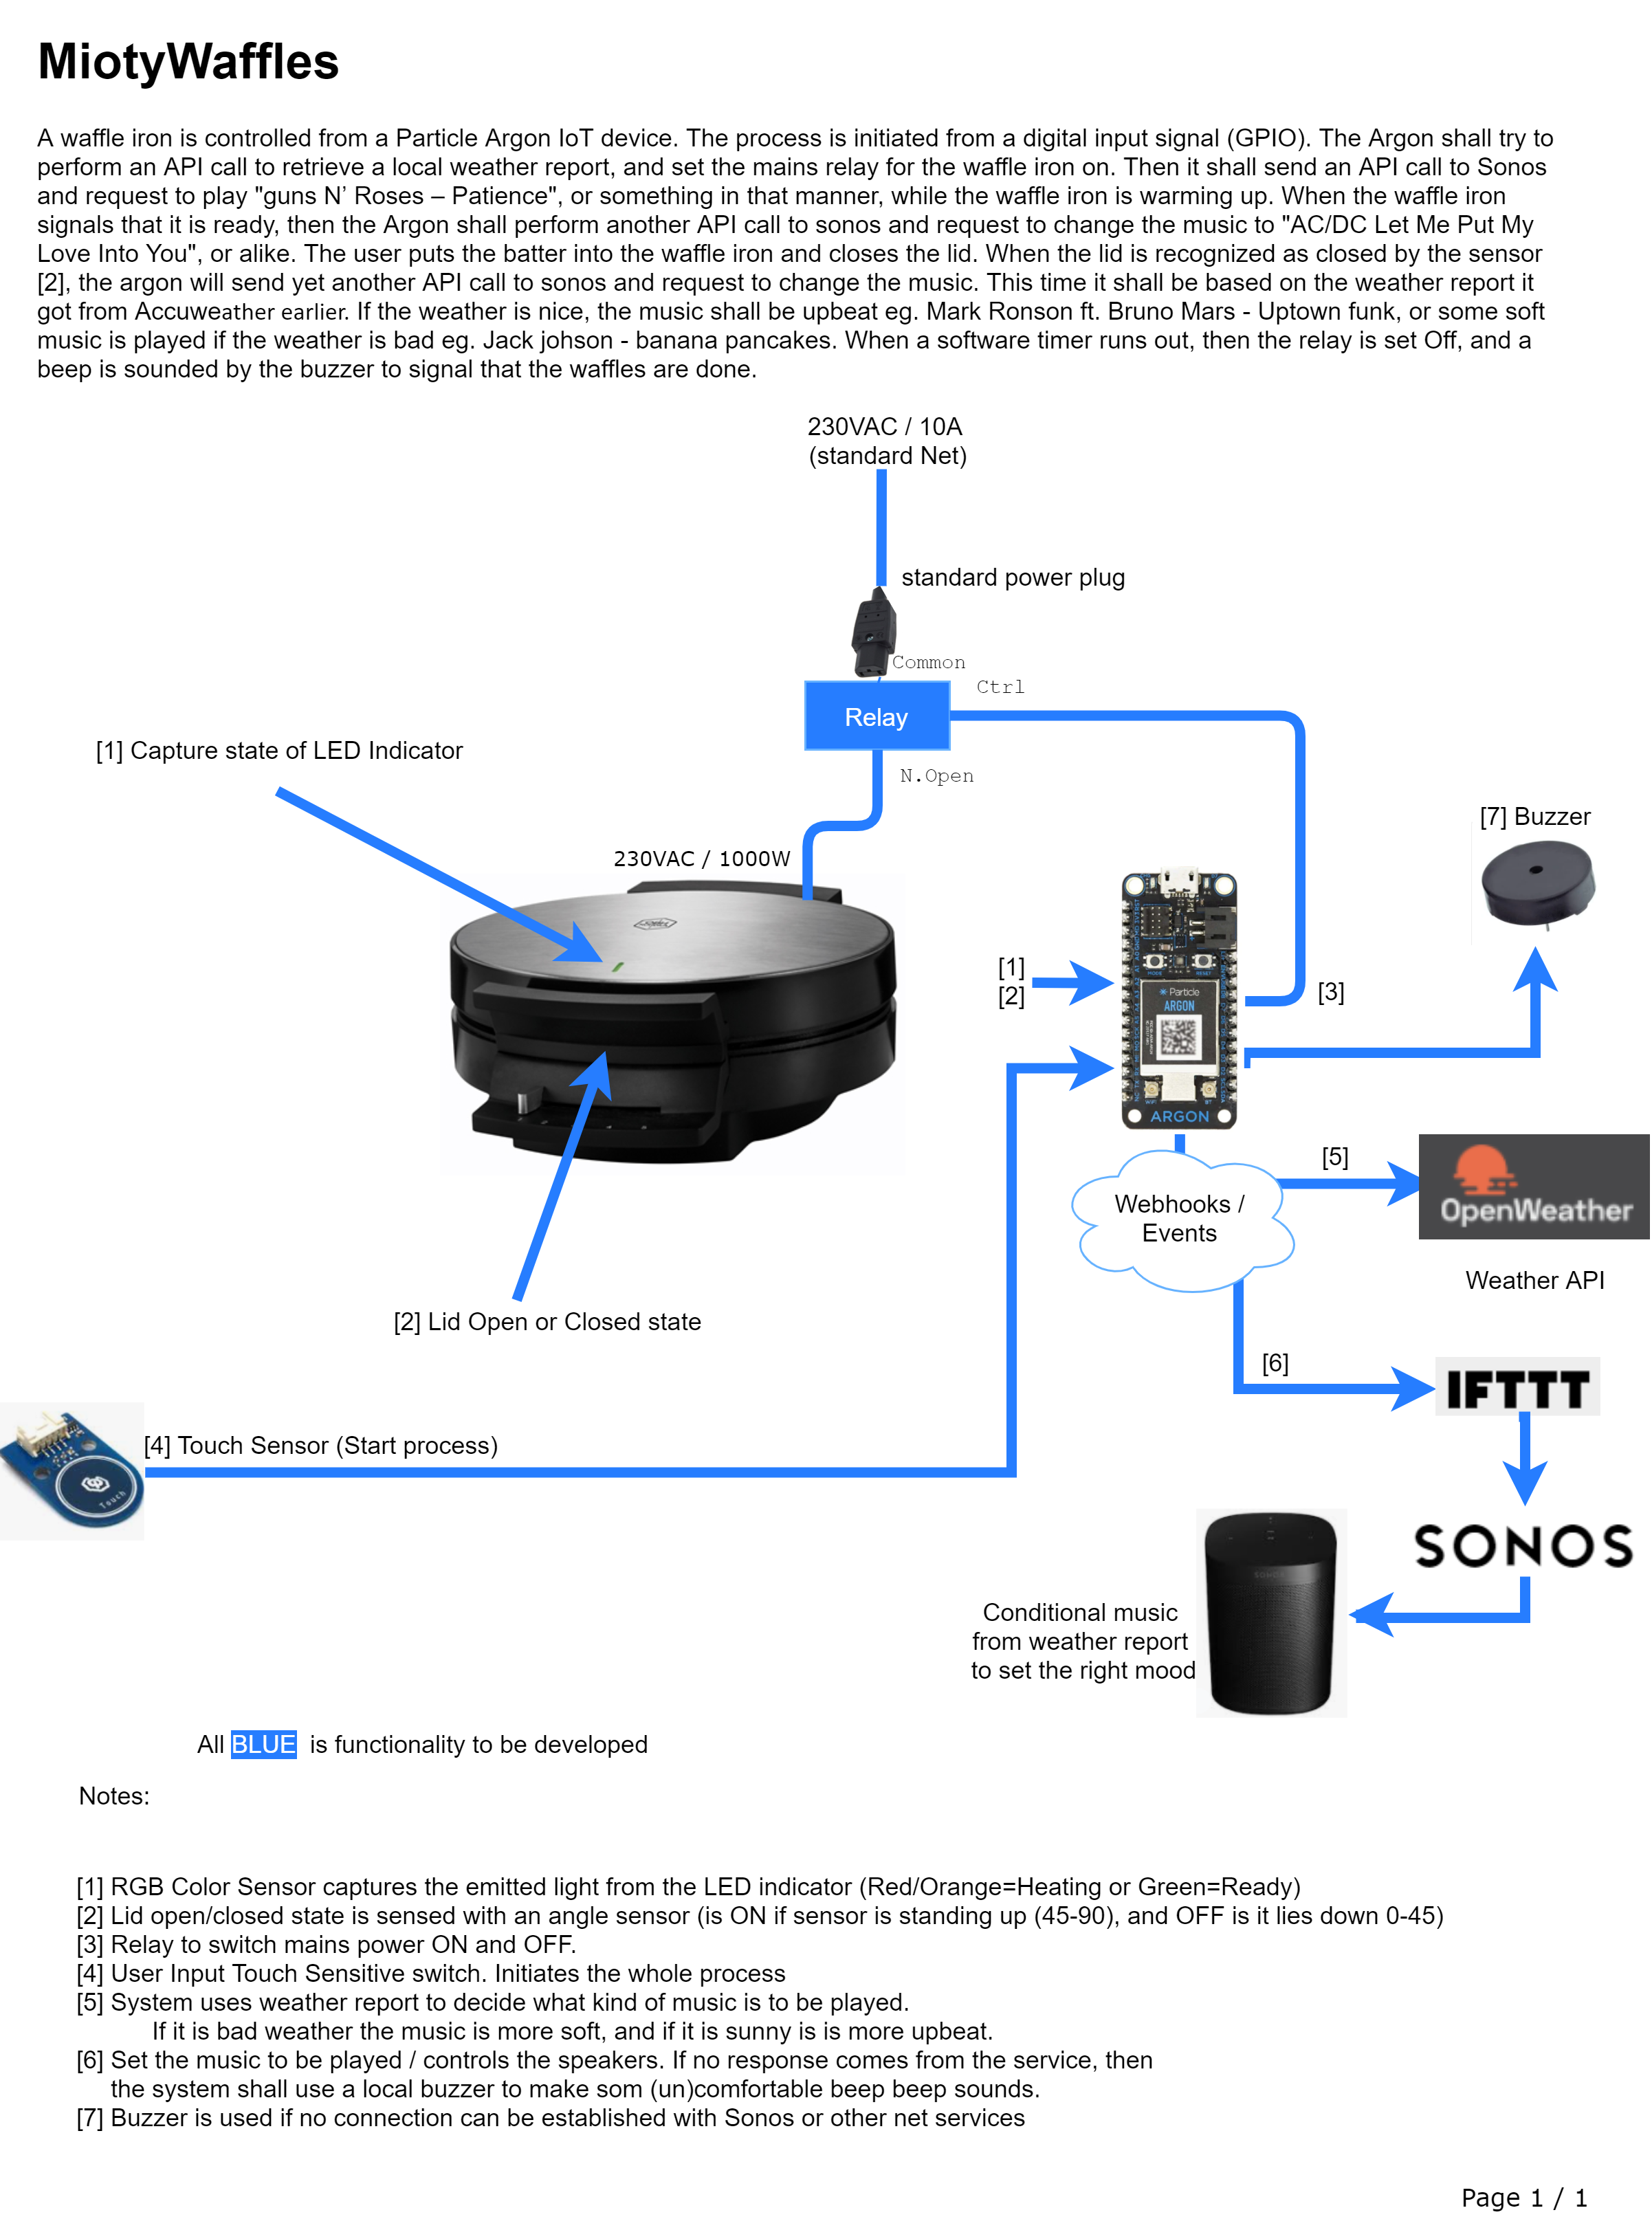 MiotyWaffles
A waffle iron is controlled from a Particle Argon IoT device. The process is initiated from a digital input signal (GPIO). The Argon shall try to
perform an API call to retrieve a local weather report, and set the mains relay for the waffle iron on. Then it shall send an API call to Sonos
and request to play "guns N’ Roses – Patience", or something in that manner, while the waffle iron is warming up. When the waffle iron
signals that it is ready, then the Argon shall perform another API call to sonos and request to change the music to "AC/DC Let Me Put My
Love Into You", or alike. The user puts the batter into the waffle iron and closes the lid. When the lid is recognized as closed by the sensor
[2], the argon will send yet another API call to sonos and request to change the music. This time it shall be based on the weather report it
got from Accuweather earlier. If the weather is nice, the music shall be upbeat eg. Mark Ronson ft. Bruno Mars - Uptown funk, or some soft
music is played if the weather is bad eg. Jack johson - banana pancakes. When a software timer runs out, then the relay is set Off, and a
beep is sounded by the buzzer to signal that the waffles are done.
230VAC / 10A
(standard Net)
standard power plug
Common
Ctrl
Relay
N.Open
[1] Capture state of LED Indicator
230VAC / 1000W
[7] Buzzer
[1]
[2]
[3]
Particle
ARGON
ARGON
Webhooks /
Events
[5]
OpenWeather
Weather API
[2] Lid Open or Closed state
[6]
IFTTT
[4] Touch Sensor (Start process)
Touch
SONOS
SONOS
Conditional music
from weather report
to set the right mood
All BLUE is functionality to be developed
Notes:
[1] RGB Color Sensor captures the emitted light from the LED indicator (Red/Orange=Heating or Green=Ready)
[2] Lid open/closed state is sensed with an angle sensor (is ON if sensor is standing up (45-90), and OFF is it lies down 0-45)
[3] Relay to switch mains power ON and OFF.
[4] User Input Touch Sensitive switch. Initiates the whole process
[5] System uses weather report to decide what kind of music is to be played.
If it is bad weather the music is more soft, and if it is sunny is is more upbeat.
[6] Set the music to be played / controls the speakers. If no response comes from the service, then
the system shall use a local buzzer to make som (un)comfortable beep beep sounds.
[7] Buzzer is used if no connection can be established with Sonos or other net services
Page 1 / 1